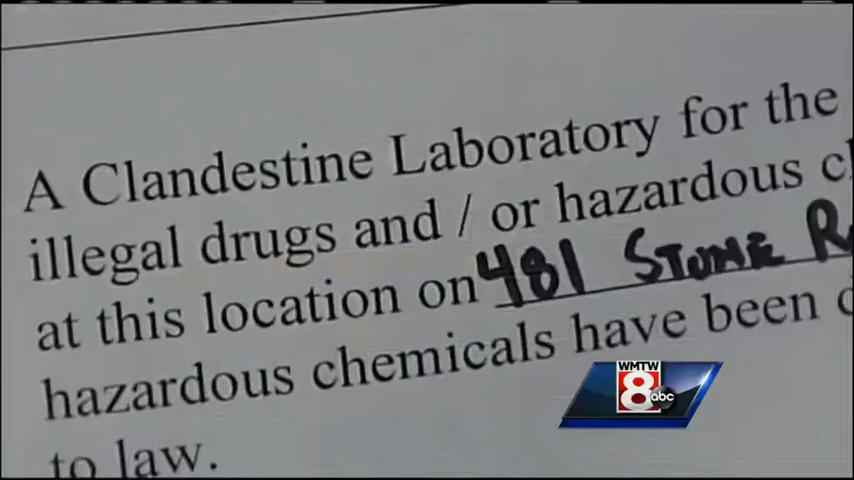 A Clandestine Laboratory for the
illegal drugs and / or hazardous
at this location on 481 STONE
hazardous chemicals have been
to law.
WMTW
8 abc